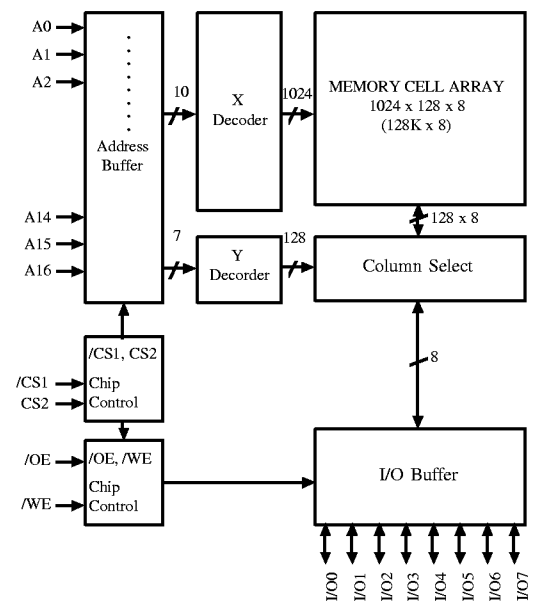 A0
A1
A2
A14
A15
A16
Address
Buffer
10
X
Decoder
1024
MEMORY CELL ARRAY
1024 x 128 x 8
(128K x 8)
128 x 8
7
Y
Decorder
128
Column Select
8
/CS1, CS2
Chip
Control
/CS1
CS2
/OE, /WE
Chip
Control
/OE
/WE
I/O Buffer
I/O0
I/O1
I/O2
I/O3
I/O4
I/O5
I/O6
I/O7